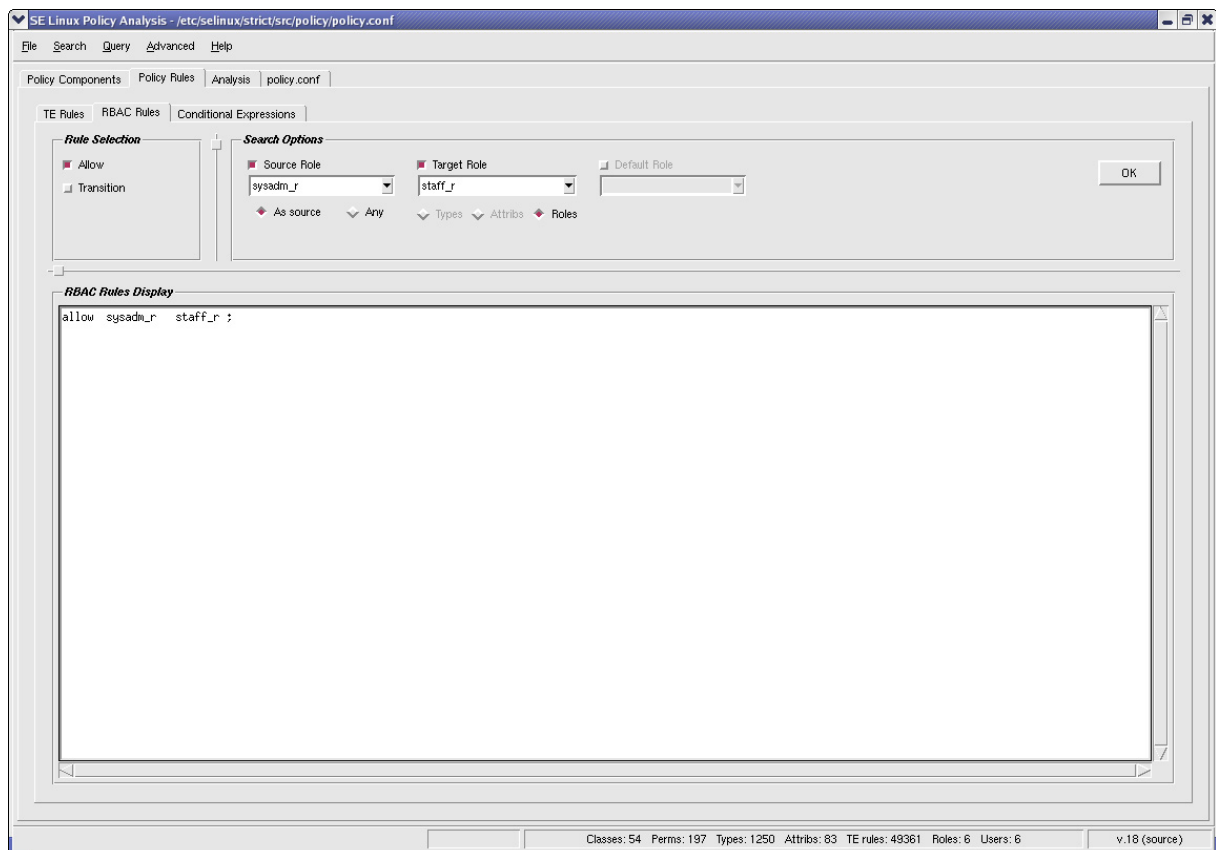 SE Linux Policy Analysis - /etc/selinux/strict/src/policy/policy.conf
File Search Query Advanced Help
Policy Components Policy Rules Analysis policy.conf
TE Rules RBAC Rules Conditional Expressions
Rule Selection Search Options
Allow Source Role Target Role Default Role OK
Transition sysadm_r staff_r
As source Any Types Attribs Roles
RBAC Rules Display
allow sysadm_r staff_r ;
Classes: 54 Perms: 197 Types: 1250 Attribs: 83 TE rules: 49361 Roles: 6 Users: 6 v.18 (source)